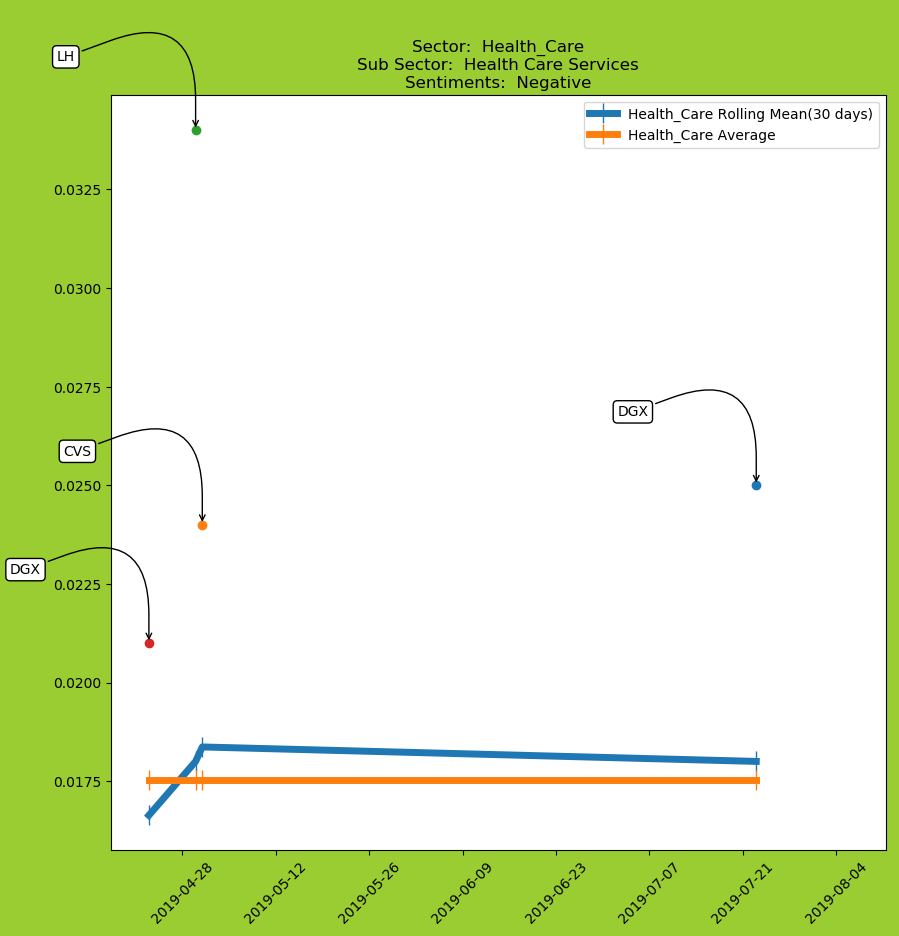 LH
Sector:  Health_Care
Sub Sector:  Health Care Services
Sentiments:  Negative
Health_Care Rolling Mean(30 days)
Health_Care Average
0.0325
0.0300
0.0275
DGX
CVS
0.0250
DGX
0.0225
0.0200
0.0175
2019-04-28
2019-05-12
2019-05-26
2019-06-09
2019-06-23
2019-07-07
2019-07-21
2019-08-04